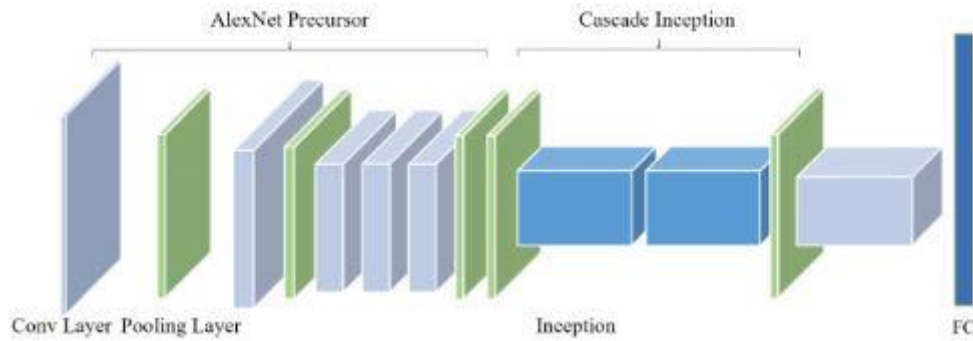 AlexNet Precursor
Cascade Inception
Conv Layer
Pooling Layer
Inception
FC